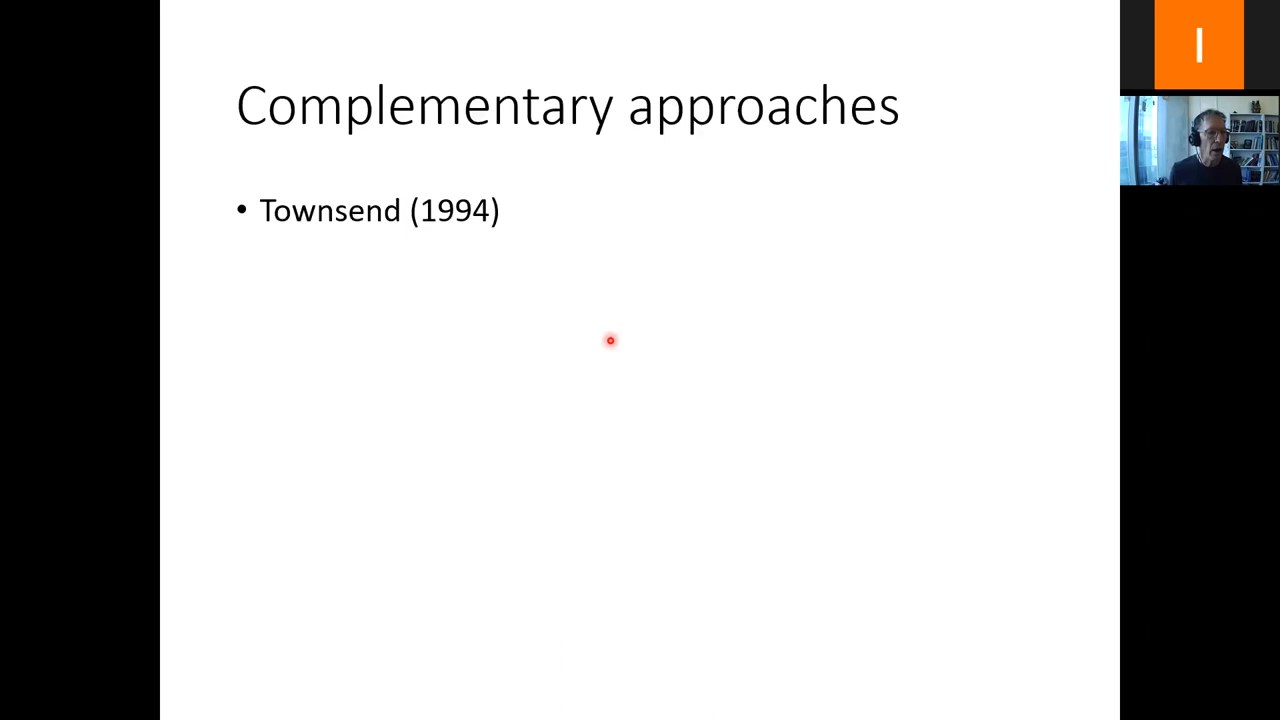 Complementary approaches
• Townsend (1994)
I